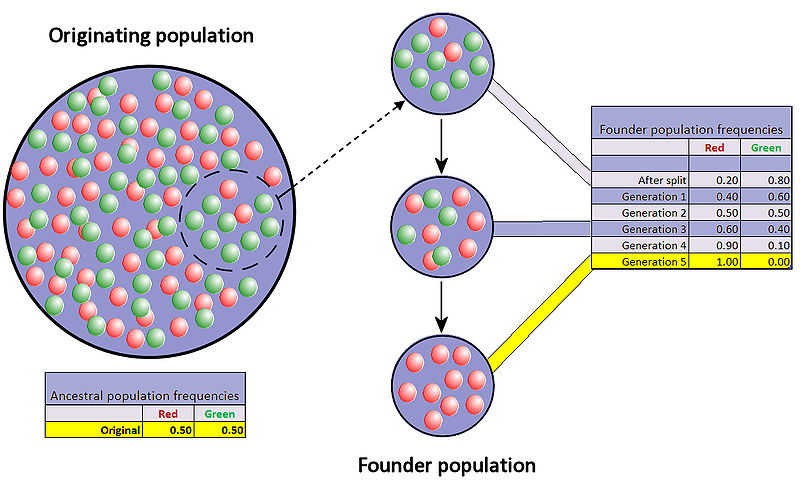 Originating population
Founder population frequencies
Red Green
After split 0.20 0.80
Generation 1 0.40 0.60
Generation 2 0.50 0.50
Generation 3 0.60 0.40
Generation 4 0.90 0.10
Generation 5 1.00 0.00
Ancestral population frequencies
Red Green
Original 0.50 0.50
Founder population